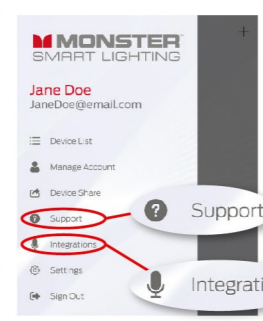 MONSTER
SMART LIGHTING
Jane Doe
JaneDoe@email.com
Device List
Manage Account
Device Share
Support
Support
Integrations
Settings
Integrati
Sign Out